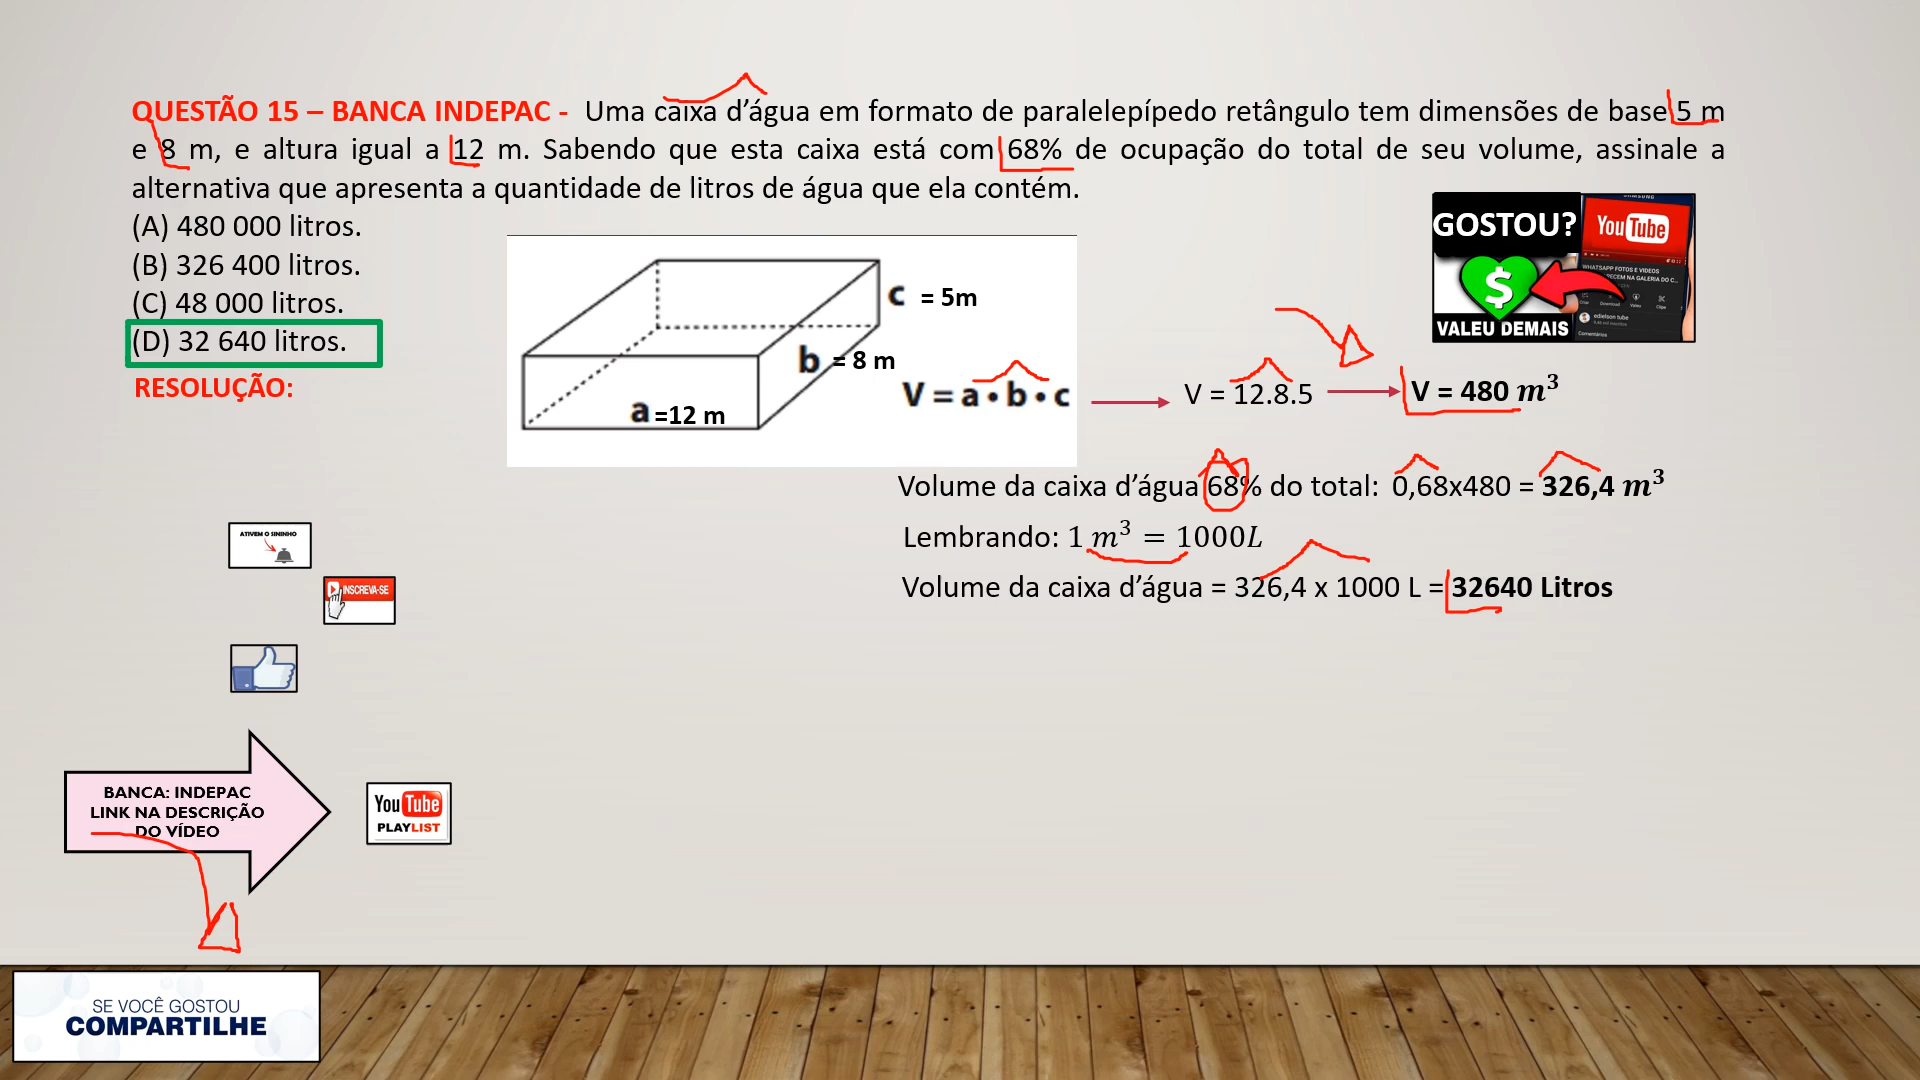 QUESTÃO 15 – BANCA INDEPAC - Uma caixa d’água em formato de paralelepípedo retângulo tem dimensões de base 5 m
e 8 m, e altura igual a 12 m. Sabendo que esta caixa está com 68% de ocupação do total de seu volume, assinale a
alternativa que apresenta a quantidade de litros de água que ela contém.
(A) 480 000 litros.
(B) 326 400 litros.
(C) 48 000 litros.
(D) 32 640 litros.
RESOLUÇÃO:
c = 5m
b = 8 m
a =12 m
V = a • b • c
V = 12.8.5
V = 480 m³
Volume da caixa d’água 68% do total: 0,68x480 = 326,4 m³
Lembrando: 1 m³ = 1000L
Volume da caixa d’água = 326,4 x 1000 L = 32640 Litros
GOSTOU?
VALEU DEMAIS
SAMSUNG
YouTube
WHATSAPP FOTOS E VIDEOS
edielson tube
ATIVEM O SININHO
INSCREVA-SE
BANCA: INDEPAC
LINK NA DESCRIÇÃO
DO VÍDEO
YouTube
PLAYLIST
SE VOCÊ GOSTOU
COMPARTILHE